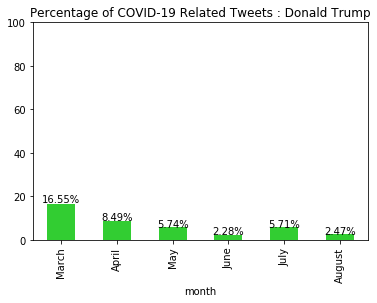 Percentage of COVID-19 Related Tweets : Donald Trump
100
80
60
40
20
0
16.55%
8.49%
5.74%
2.28%
5.71%
2.47%
March
April
May
June
July
August
month